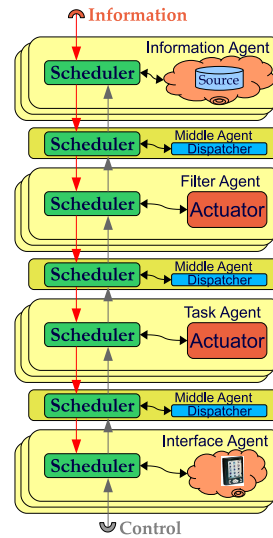 Information
Information Agent
Scheduler
Source
Middle Agent
Scheduler
Dispatcher
Filter Agent
Scheduler
Actuator
Middle Agent
Scheduler
Dispatcher
Task Agent
Scheduler
Actuator
Middle Agent
Scheduler
Dispatcher
Interface Agent
Scheduler
Control